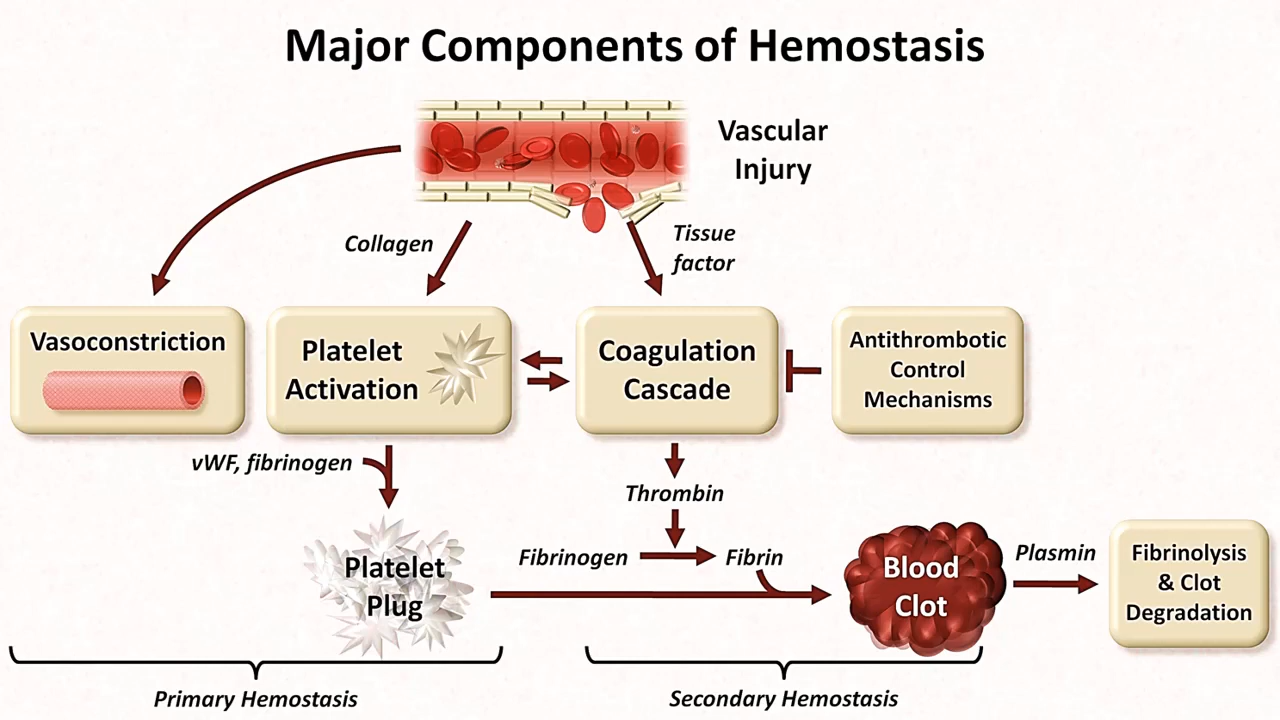 Major Components of Hemostasis
Vascular
Injury
Collagen
Tissue
factor
Vasoconstriction
Platelet
Activation
Coagulation
Cascade
Antithrombotic
Control
Mechanisms
vWF, fibrinogen
Thrombin
Fibrinogen
Fibrin
Platelet
Plug
Blood
Clot
Plasmin
Fibrinolysis
& Clot
Degradation
Primary Hemostasis
Secondary Hemostasis